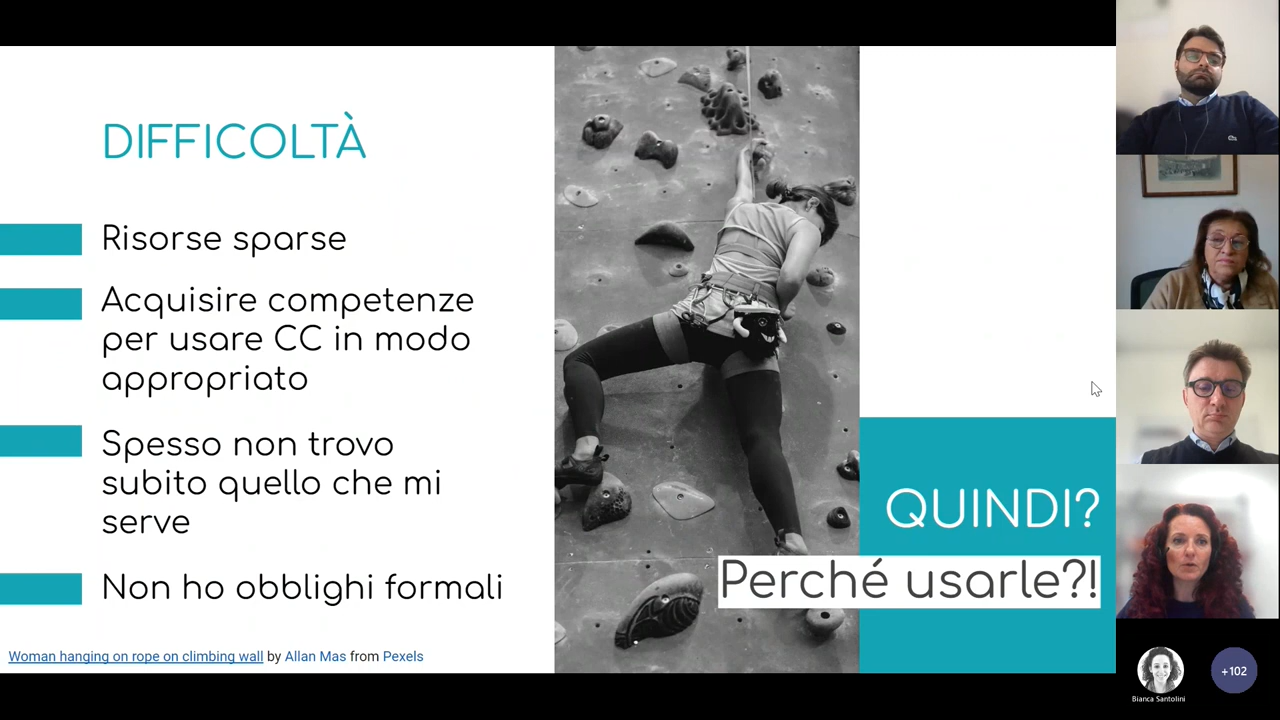 DIFFICOLTÀ
Risorse sparse
Acquisire competenze
per usare CC in modo
appropriato
Spesso non trovo
subito quello che mi
serve
Non ho obblighi formali
Woman hanging on rope on climbing wall by Allan Mas from Pexels
QUINDI?
Perché usarle?!
Bianca Santolini
+102